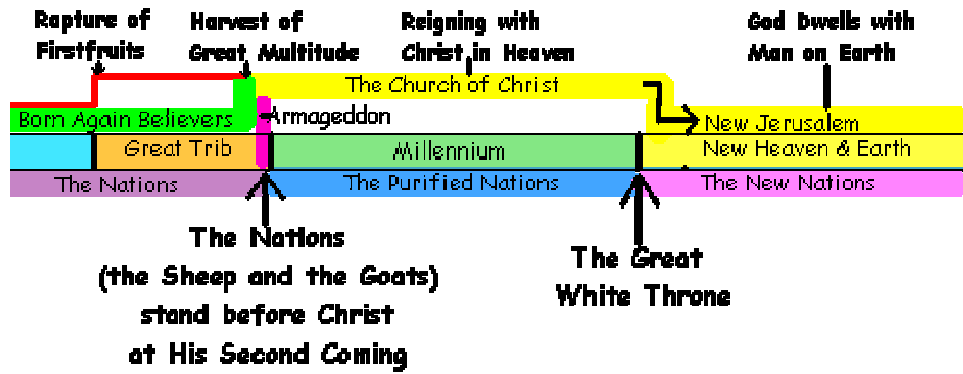 Rapture of
Firstfruits
Harvest of
Great Multitude
Reigning with
Christ in Heaven
God Dwells with
Man on Earth
The Church of Christ
Born Again Believers
Armageddon
New Jerusalem
Great Trib
Millennium
New Heaven & Earth
The Nations
The Purified Nations
The New Nations
The Nations
(the Sheep and the Goats)
stand before Christ
at His Second Coming
The Great
White Throne